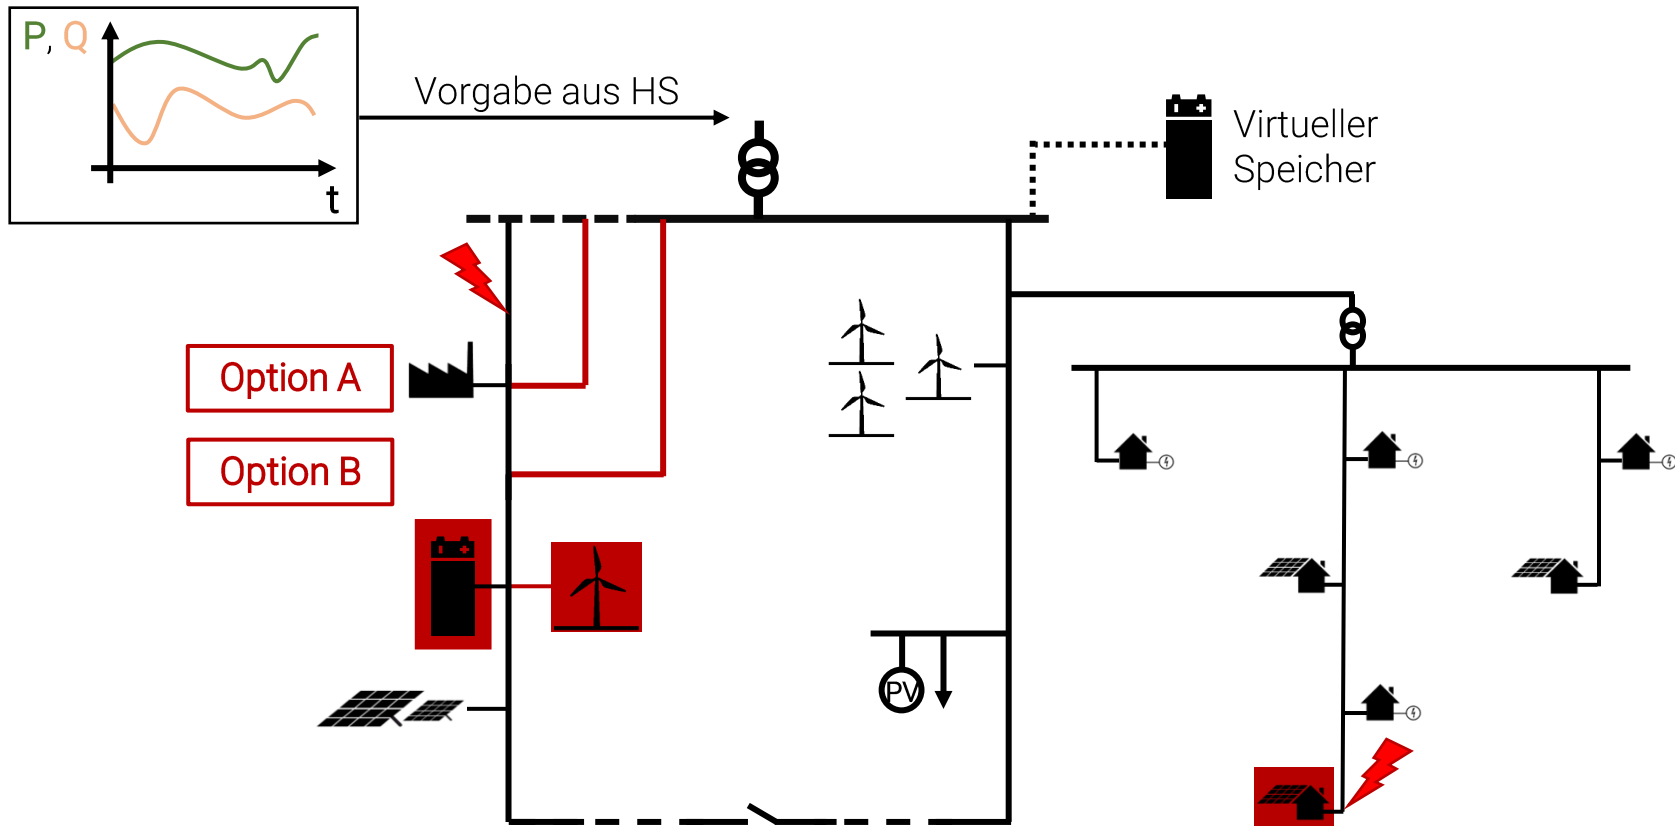 P, Q
t
Vorgabe aus HS
Virtueller
Speicher
Option A
Option B
PV